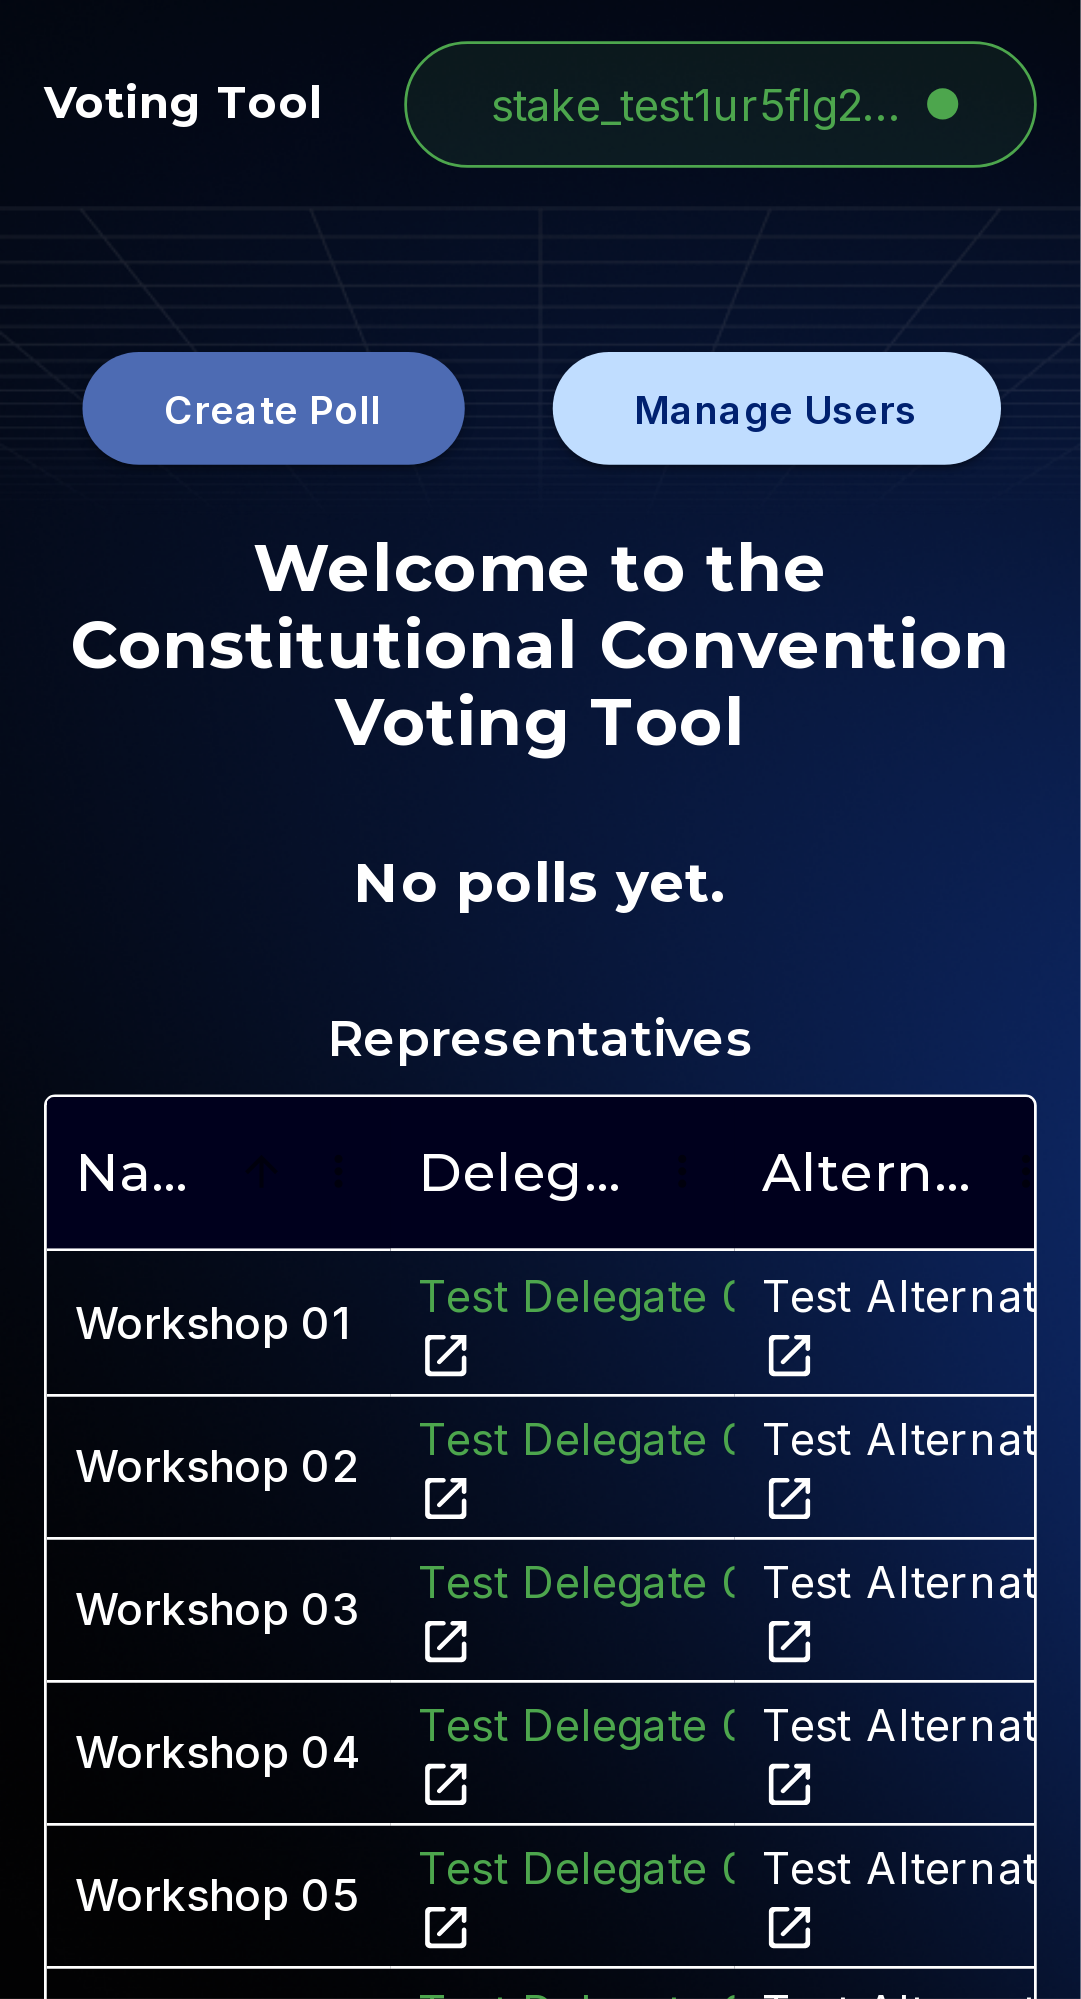 Voting Tool
stake_test1ur5flg2...
Create Poll
Manage Users
Welcome to the
Constitutional Convention
Voting Tool
No polls yet.
Representatives
Na... Deleg... Altern...
Test Delegate Test Alternat
Workshop 01
Test Delegate Test Alternat
Workshop 02
Test Delegate Test Alternat
Workshop 03
Test Delegate Test Alternat
Workshop 04
Test Delegate Test Alternat
Workshop 05